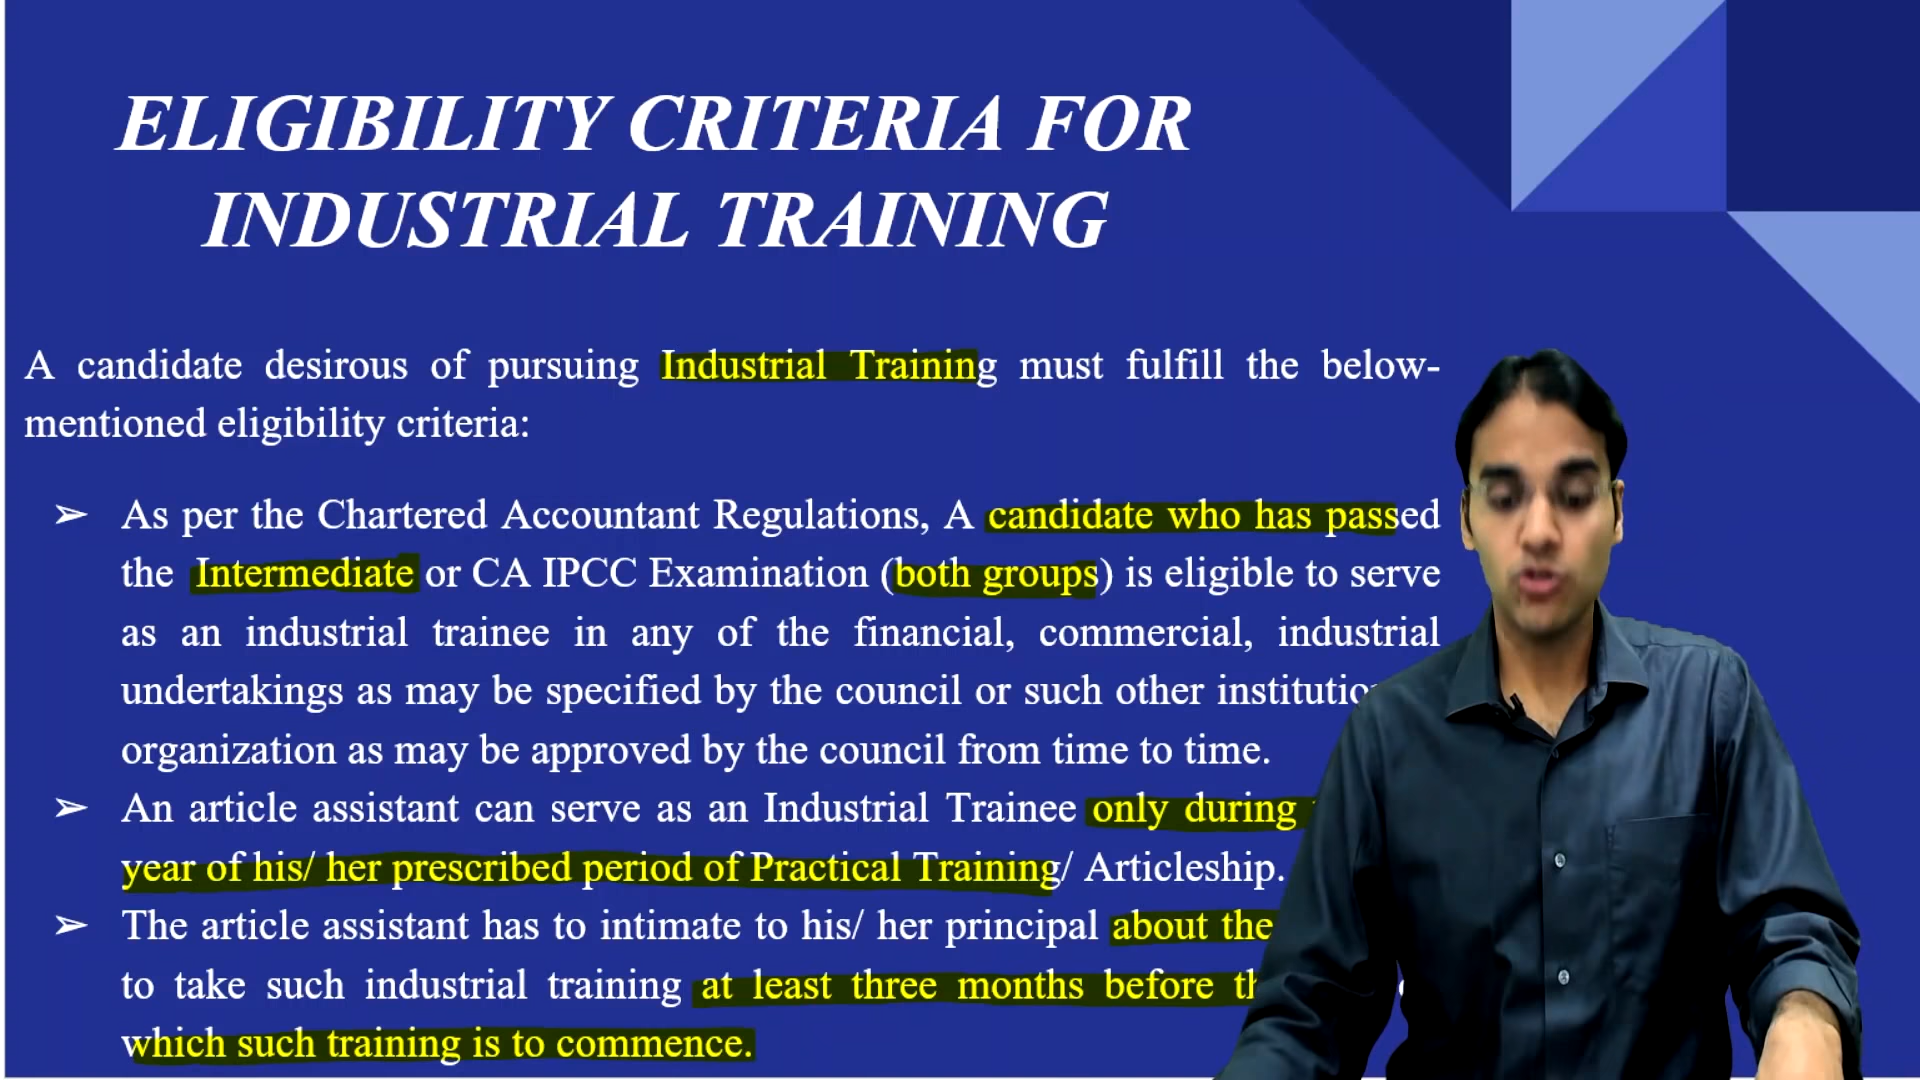 ELIGIBILITY CRITERIA FOR
INDUSTRIAL TRAINING
A candidate desirous of pursuing Industrial Training must fulfill the below-
mentioned eligibility criteria:
➢ As per the Chartered Accountant Regulations, A candidate who has passed
the Intermediate or CA IPCC Examination (both groups) is eligible to serve
as an industrial trainee in any of the financial, commercial, industrial
undertakings as may be specified by the council or such other
organization as may be approved by the council from time to time.
➢ An article assistant can serve as an Industrial Trainee only during
year of his/ her prescribed period of Practical Training/ Articleship.
➢ The article assistant has to intimate to his/ her principal about the
to take such industrial training at least three months before
which such training is to commence.